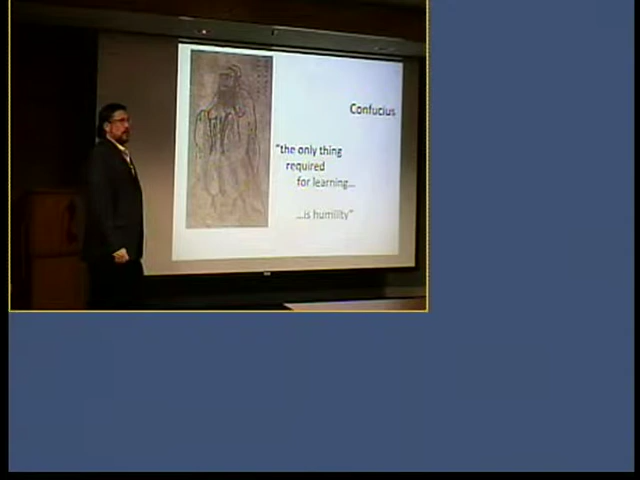 Confucius
"the only thing
required
for learning...
...is humility"